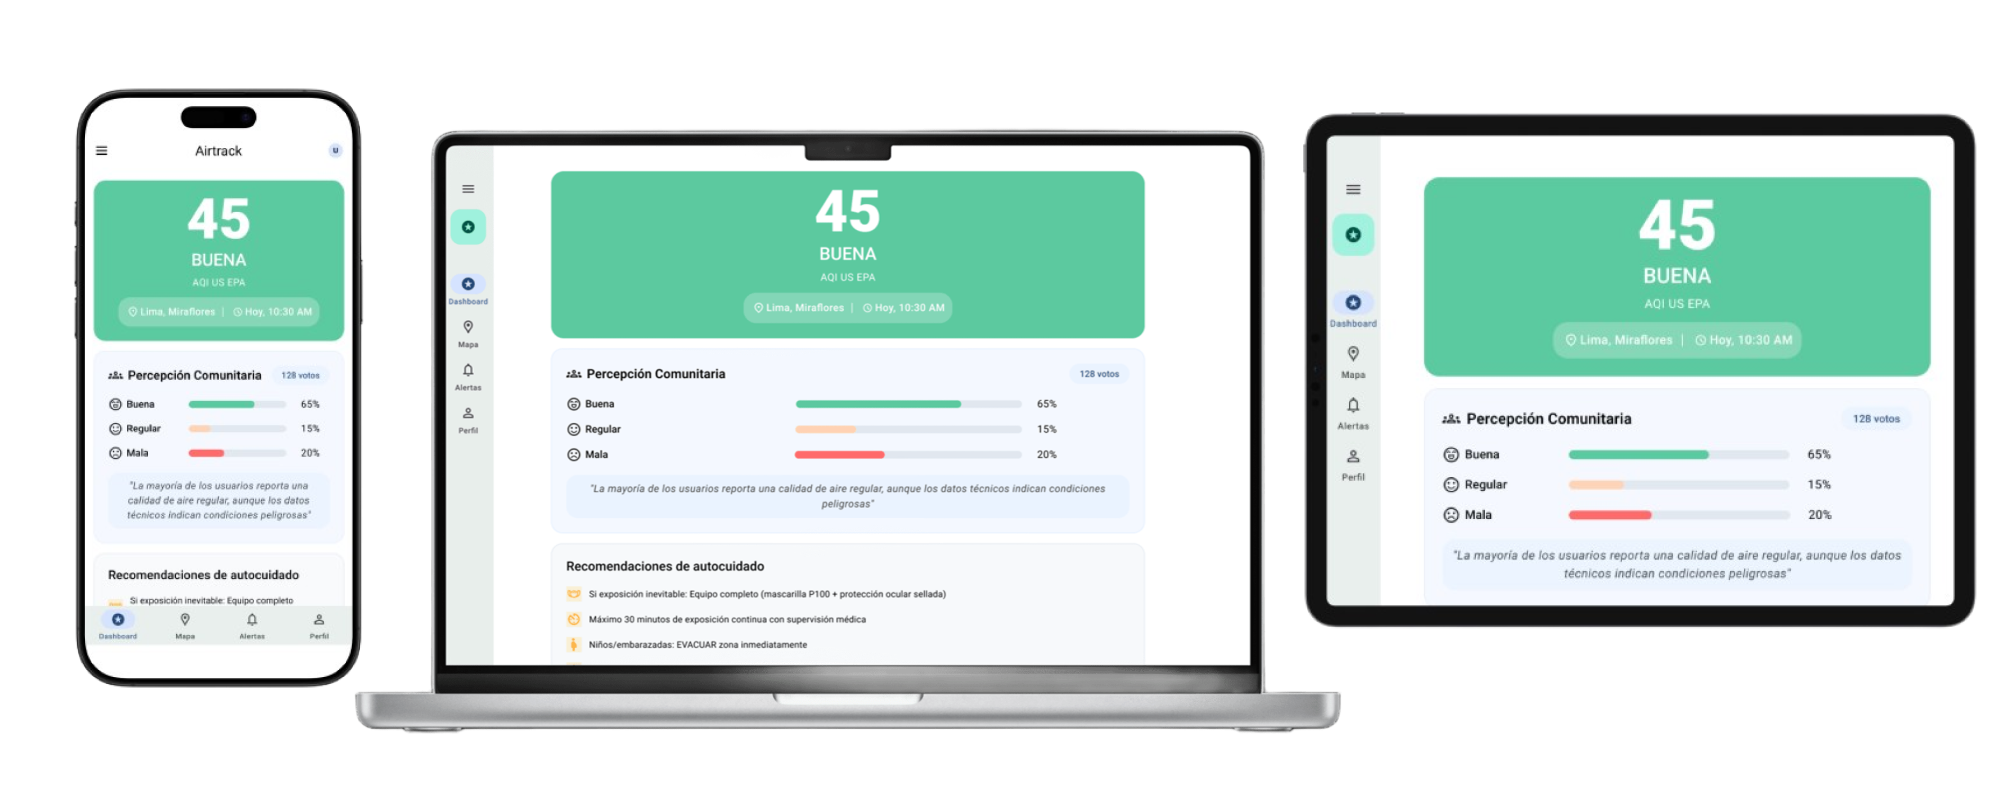 Airtrack
U
45
BUENA
AQI US EPA
Lima, Miraflores | Hoy, 10:30 AM
Percepción Comunitaria
128 votos
Buena 65%
Regular 15%
Mala 20%
"La mayoría de los usuarios reporta una
calidad de aire regular, aunque los datos
técnicos indican condiciones peligrosas"
Recomendaciones de autocuidado
Si exposición inevitable: Equipo completo
Dashboard
Mapa
Alertas
Perfil
Dashboard
Mapa
Alertas
Perfil
45
BUENA
AQI US EPA
Lima, Miraflores | Hoy, 10:30 AM
Percepción Comunitaria
128 votos
Buena 65%
Regular 15%
Mala 20%
"La mayoría de los usuarios reporta una calidad de aire regular, aunque los datos técnicos indican condiciones
peligrosas"
Recomendaciones de autocuidado
Si exposición inevitable: Equipo completo (mascarilla P100 + protección ocular sellada)
Máximo 30 minutos de exposición continua con supervisión médica
Niños/embarazadas: EVACUAR zona inmediatamente
Dashboard
Mapa
Alertas
Perfil
45
BUENA
AQI US EPA
Lima, Miraflores | Hoy, 10:30 AM
Percepción Comunitaria
128 votos
Buena 65%
Regular 15%
Mala 20%
"La mayoría de los usuarios reporta una calidad de aire regular, aunque los datos
técnicos indican condiciones peligrosas"